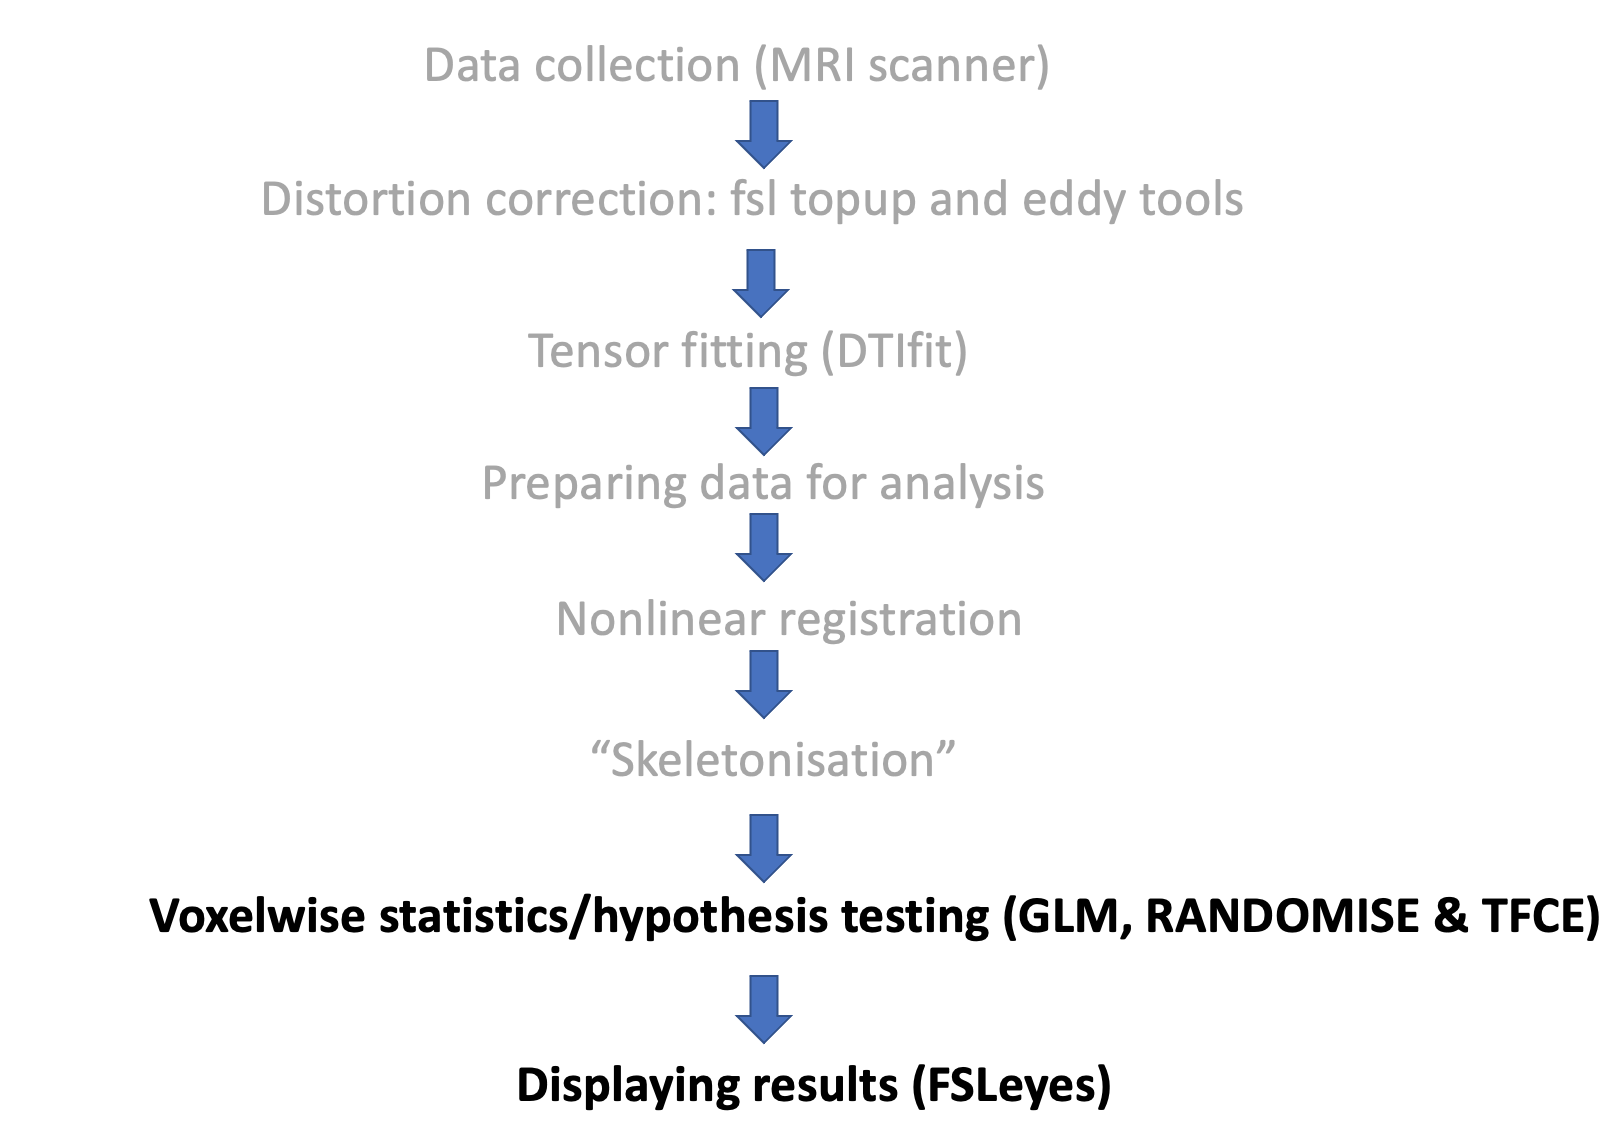 Data collection (MRI scanner)
Distortion correction: fsl topup and eddy tools
Tensor fitting (DTIfit)
Preparing data for analysis
Nonlinear registration
“Skeletonisation”
Voxelwise statistics/hypothesis testing (GLM, RANDOMISE & TFCE)
Displaying results (FSLeyes)